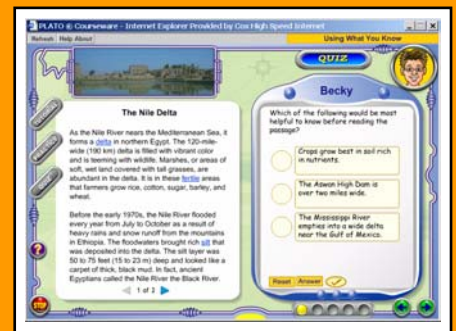 PLATO ® Courseware - Internet Explorer Provided by Cox High Speed Internet
Refresh Help About
Using What You Know
QUIZ
Becky
The Nile Delta
As the Nile River nears the Mediterranean Sea, it
forms a delta in northern Egypt. The 120-mile-
wide (190 km) delta is filled with vibrant color
and is teeming with wildlife. Marshes, or areas of
soft, wet land covered with tall grasses, are
abundant in the delta. It is in these fertile areas
that farmers grow rice, cotton, sugar, barley, and
wheat.
Before the early 1970s, the Nile River flooded
every year from July to October as a result of
heavy rains and snow runoff from the mountains
in Ethiopia. The floodwaters brought rich silt that
was deposited into the delta. The silt layer was
50 to 75 feet (15 to 23 m) deep and looked like a
carpet of thick, black mud. In fact, ancient
Egyptians called the Nile River the Black River.
1 of 2
Which of the following would be most
helpful to know before reading the
passage?
Crops grow best in soil rich
in nutrients.
The Aswan High Dam is
over two miles wide.
The Mississippi River
empties into a wide delta
near the Gulf of Mexico.
Reset Answer
STOP